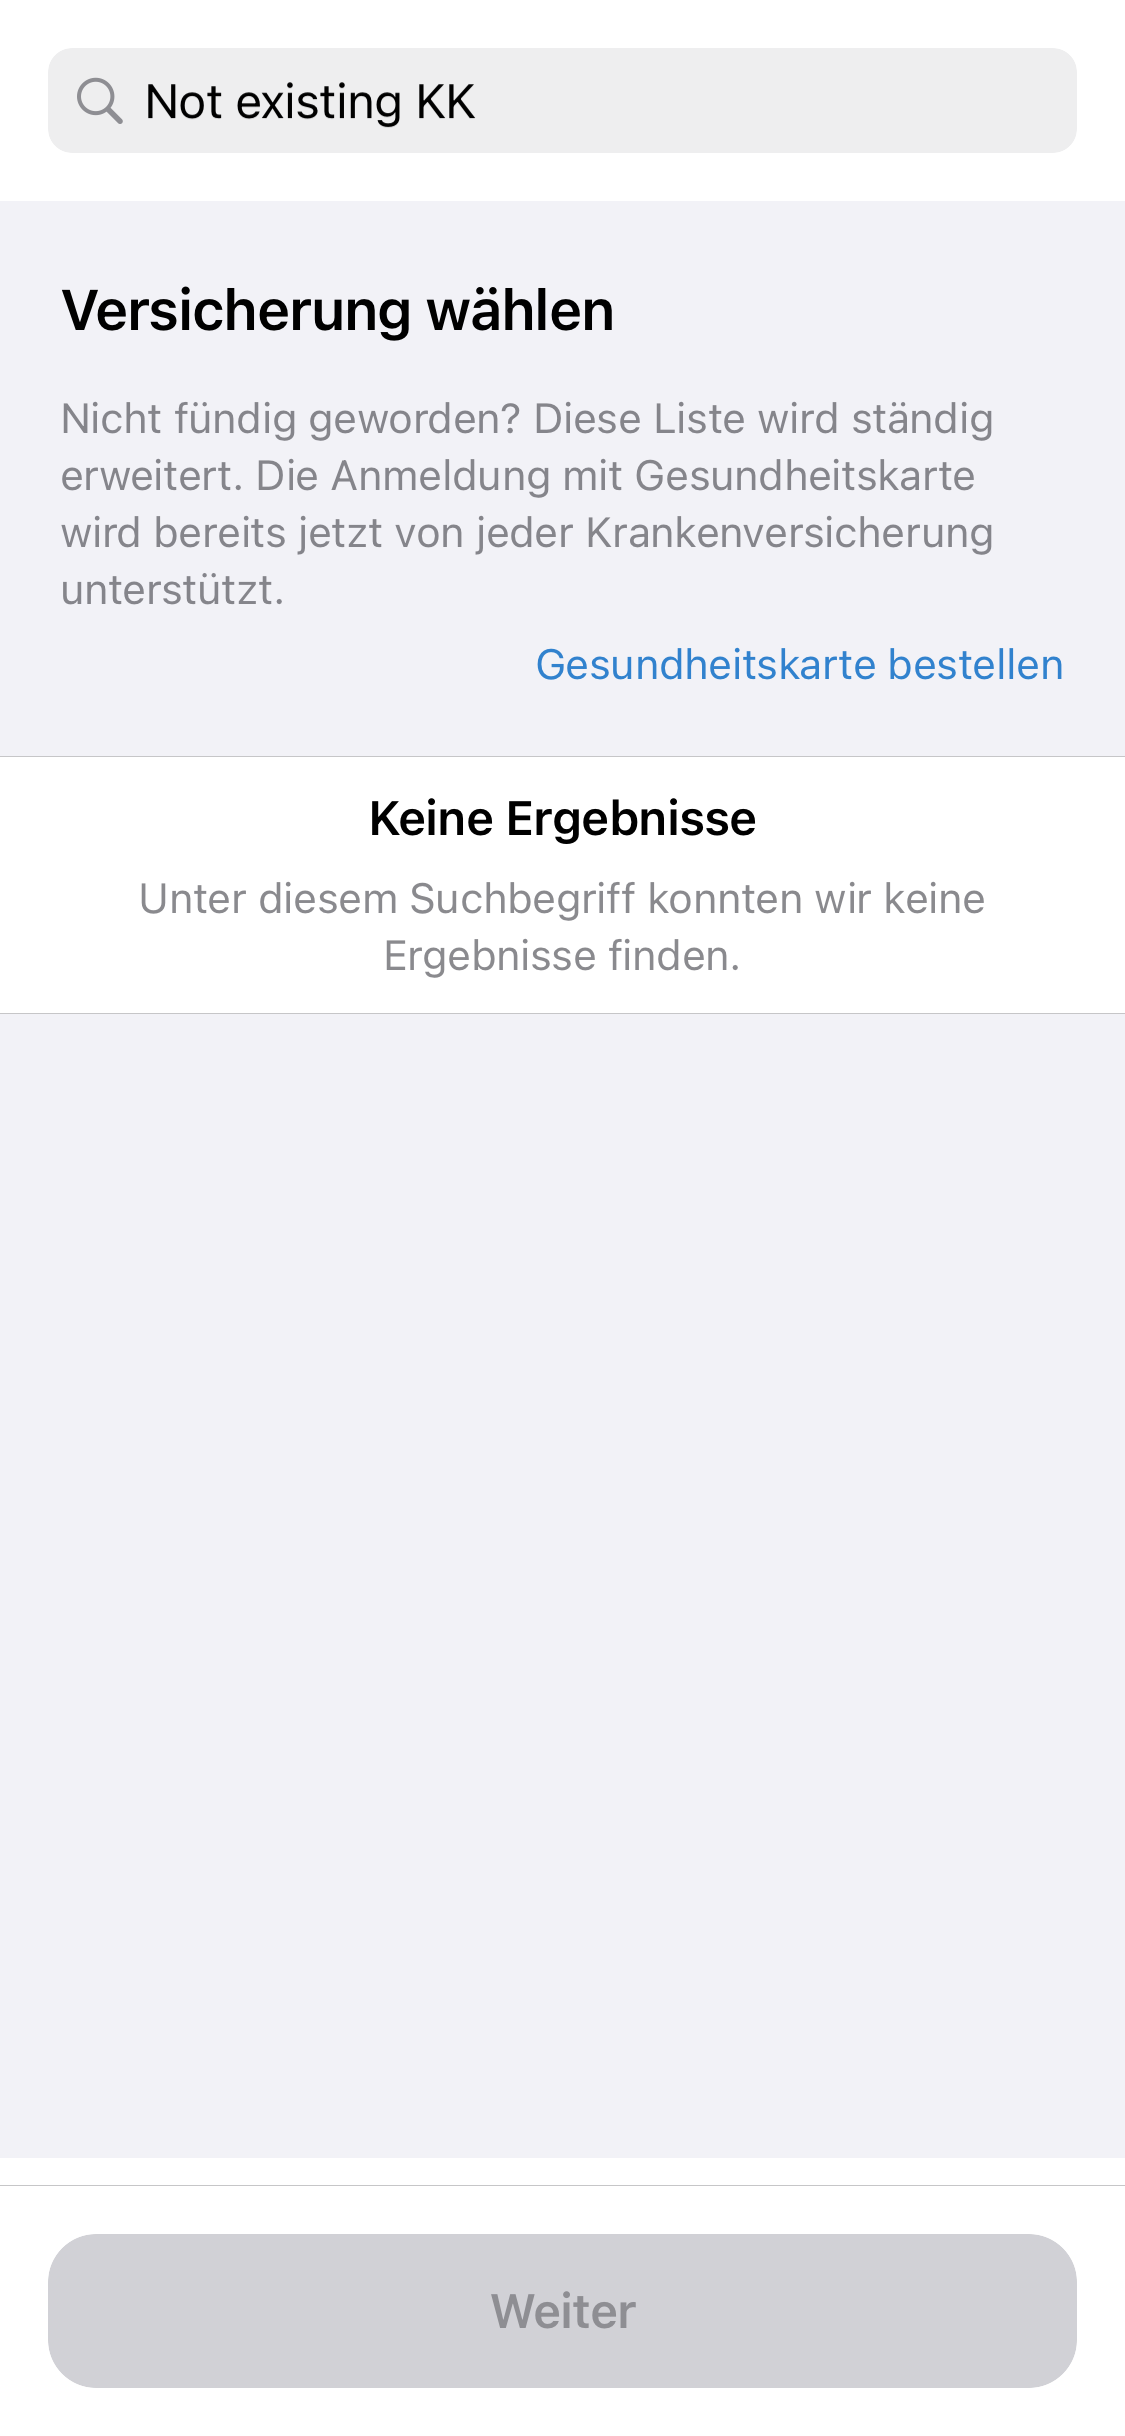 Not existing KK
Versicherung wählen
Nicht fündig geworden? Diese Liste wird ständig
erweitert. Die Anmeldung mit Gesundheitskarte
wird bereits jetzt von jeder Krankenversicherung
unterstützt.
Gesundheitskarte bestellen
Keine Ergebnisse
Unter diesem Suchbegriff konnten wir keine
Ergebnisse finden.
Weiter